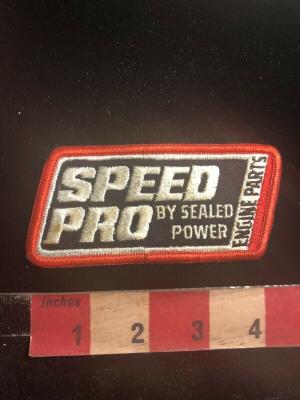 SPEED
PRO
BY SEALED
POWER
ENGINE PARTS
Inches
1 2 3 4